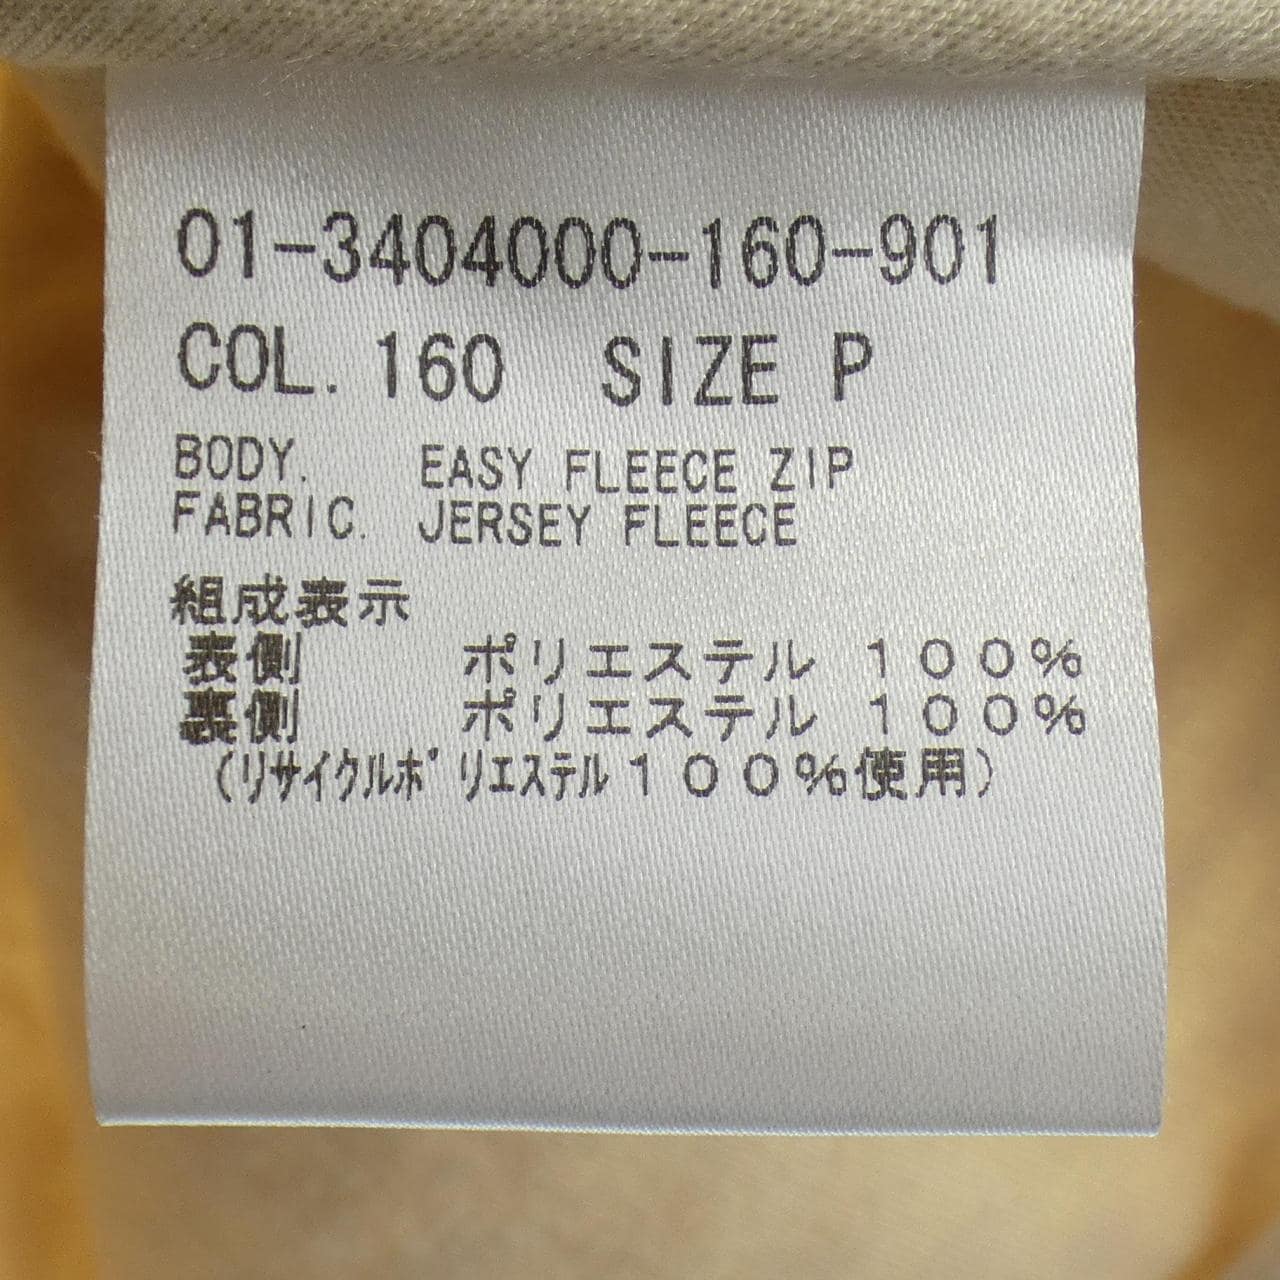 01-3404000-160-901
COL. 160 SIZE P
BODY. EASY FLEECE ZIP
FABRIC. JERSEY FLEECE
組成表示
表側 ポリエステル １００％
裏側 ポリエステル １００％
(ﾘｻｲｸﾙﾎﾟﾘｴｽﾃﾙ１００％使用)